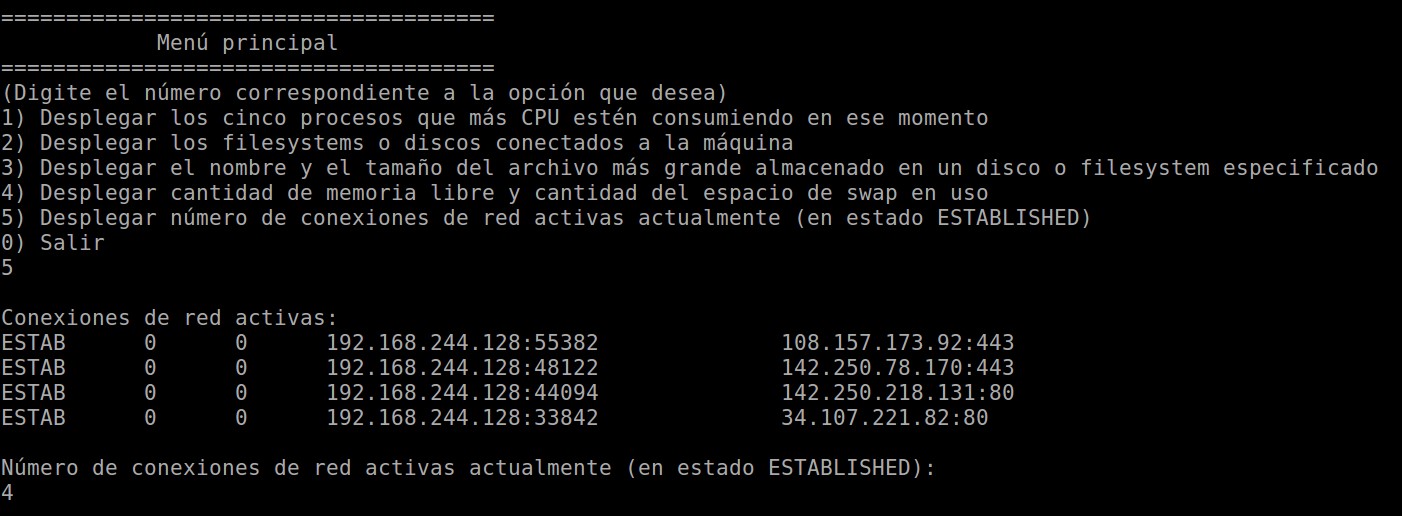 ======================================
Menú principal
======================================
(Digite el número correspondiente a la opción que desea)
1) Desplegar los cinco procesos que más CPU estén consumiendo en ese momento
2) Desplegar los filesystems o discos conectados a la máquina
3) Desplegar el nombre y el tamaño del archivo más grande almacenado en un disco o filesystem especificado
4) Desplegar cantidad de memoria libre y cantidad del espacio de swap en uso
5) Desplegar número de conexiones de red activas actualmente (en estado ESTABLISHED)
0) Salir
5
Conexiones de red activas:
ESTAB      0      0      192.168.244.128:55382              108.157.173.92:443
ESTAB      0      0      192.168.244.128:48122              142.250.78.170:443
ESTAB      0      0      192.168.244.128:44094              142.250.218.131:80
ESTAB      0      0      192.168.244.128:33842              34.107.221.82:80
Número de conexiones de red activas actualmente (en estado ESTABLISHED):
4